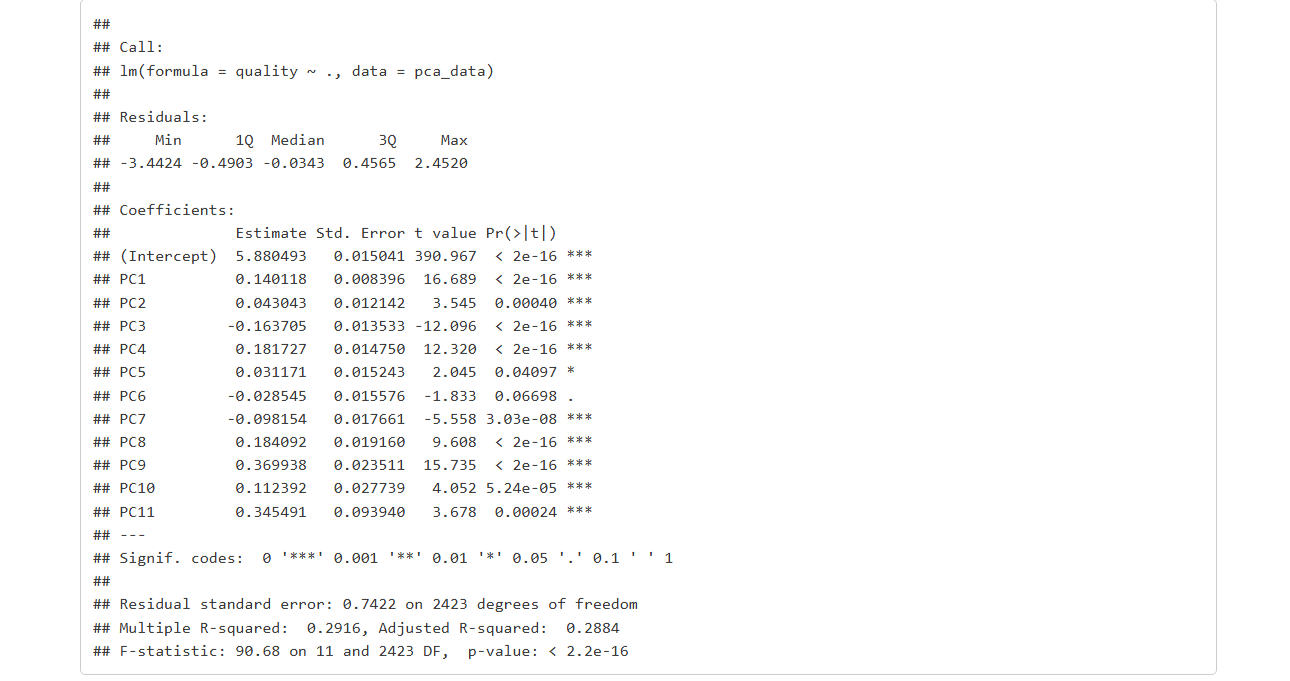 ##
## Call:
## lm(formula = quality ~ ., data = pca_data)
##
## Residuals:
##     Min      1Q  Median      3Q     Max
## -3.4424 -0.4903 -0.0343  0.4565  2.4520
##
## Coefficients:
##              Estimate Std. Error t value Pr(>|t|)
## (Intercept)  5.880493   0.015041 390.967  < 2e-16 ***
## PC1          0.140118   0.008396  16.689  < 2e-16 ***
## PC2          0.043043   0.012142   3.545  0.00040 ***
## PC3         -0.163705   0.013533 -12.096  < 2e-16 ***
## PC4          0.181727   0.014750  12.320  < 2e-16 ***
## PC5          0.031171   0.015243   2.045  0.04097 *
## PC6         -0.028545   0.015576  -1.833  0.06698 .
## PC7         -0.098154   0.017661  -5.558 3.03e-08 ***
## PC8          0.184092   0.019160   9.608  < 2e-16 ***
## PC9          0.369938   0.023511  15.735  < 2e-16 ***
## PC10         0.112392   0.027739   4.052 5.24e-05 ***
## PC11         0.345491   0.093940   3.678  0.00024 ***
## ---
## Signif. codes:  0 '***' 0.001 '**' 0.01 '*' 0.05 '.' 0.1 ' ' 1
##
## Residual standard error: 0.7422 on 2423 degrees of freedom
## Multiple R-squared:  0.2916, Adjusted R-squared:  0.2884
## F-statistic: 90.68 on 11 and 2423 DF,  p-value: < 2.2e-16